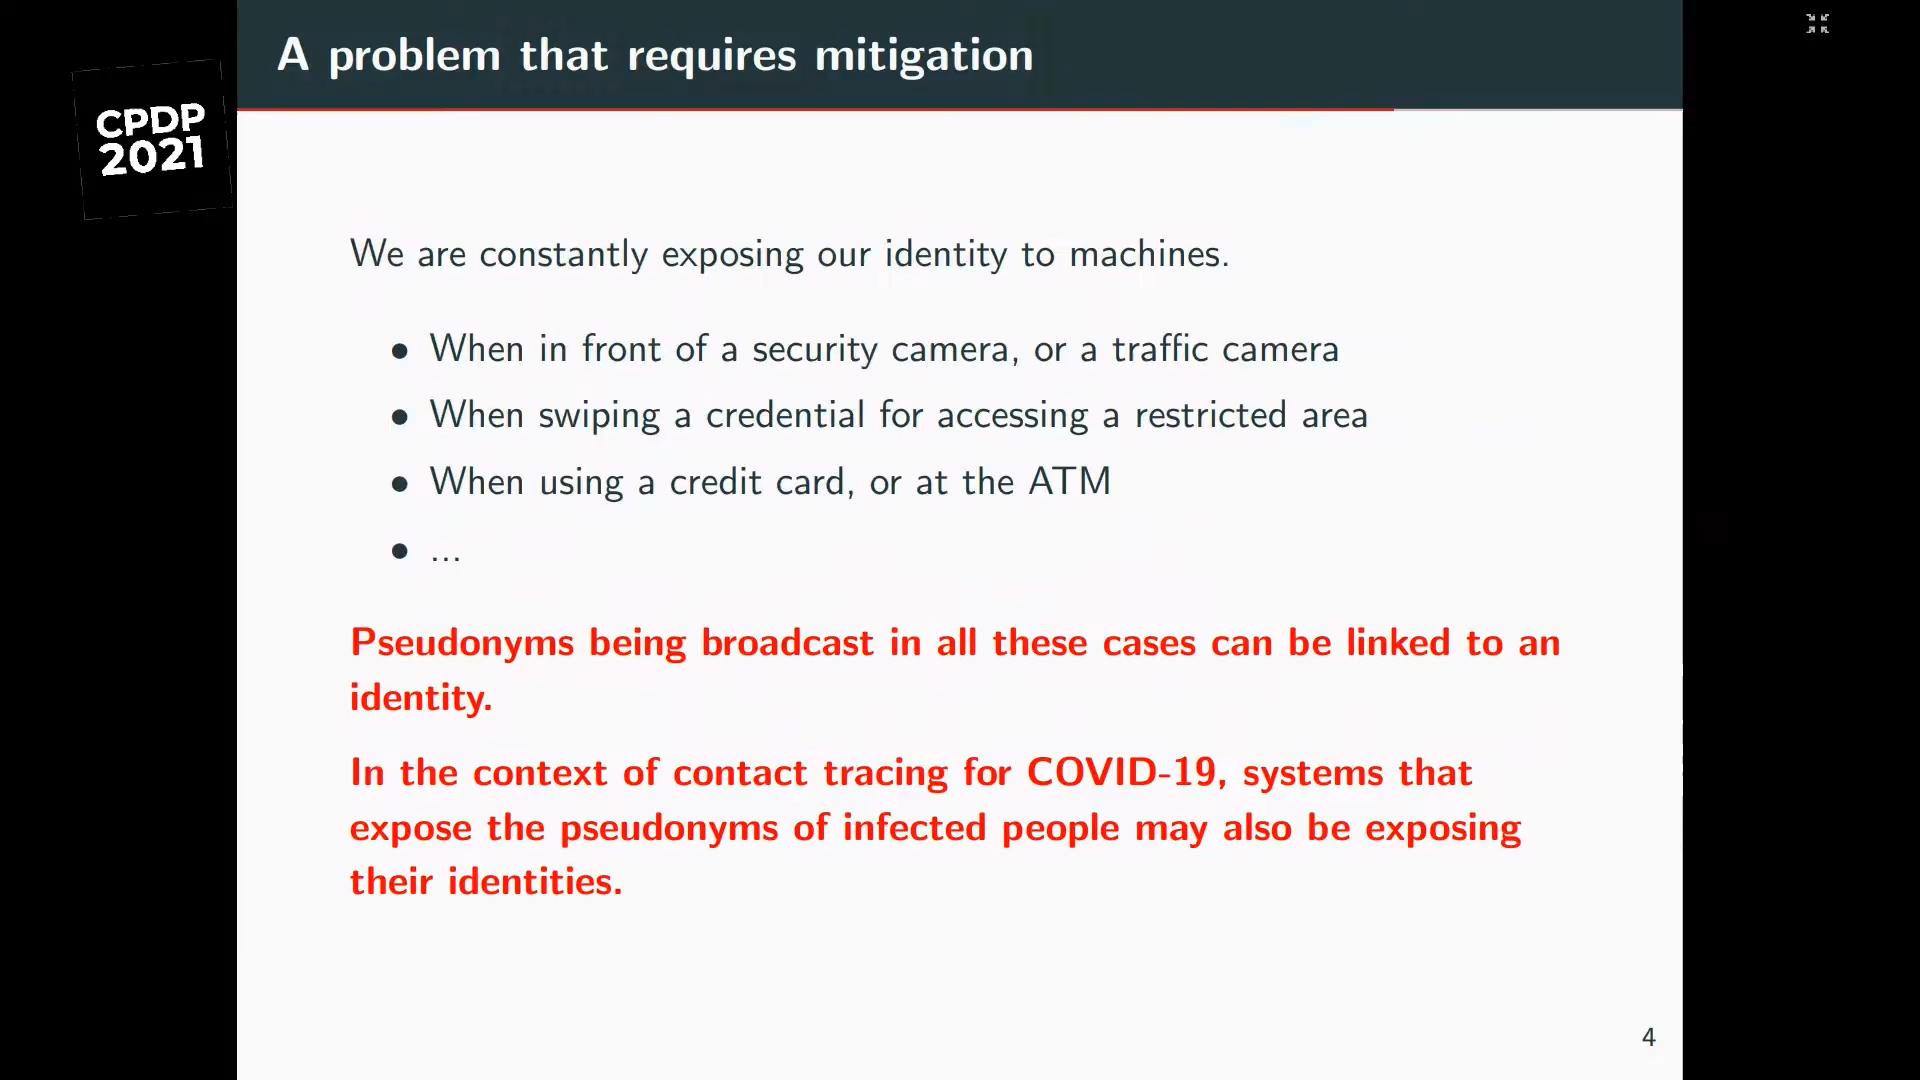 A problem that requires mitigation
CPDP
2021
We are constantly exposing our identity to machines.
• When in front of a security camera, or a traffic camera
• When swiping a credential for accessing a restricted area
• When using a credit card, or at the ATM
• ...
Pseudonyms being broadcast in all these cases can be linked to an
identity.
In the context of contact tracing for COVID-19, systems that
expose the pseudonyms of infected people may also be exposing
their identities.
4